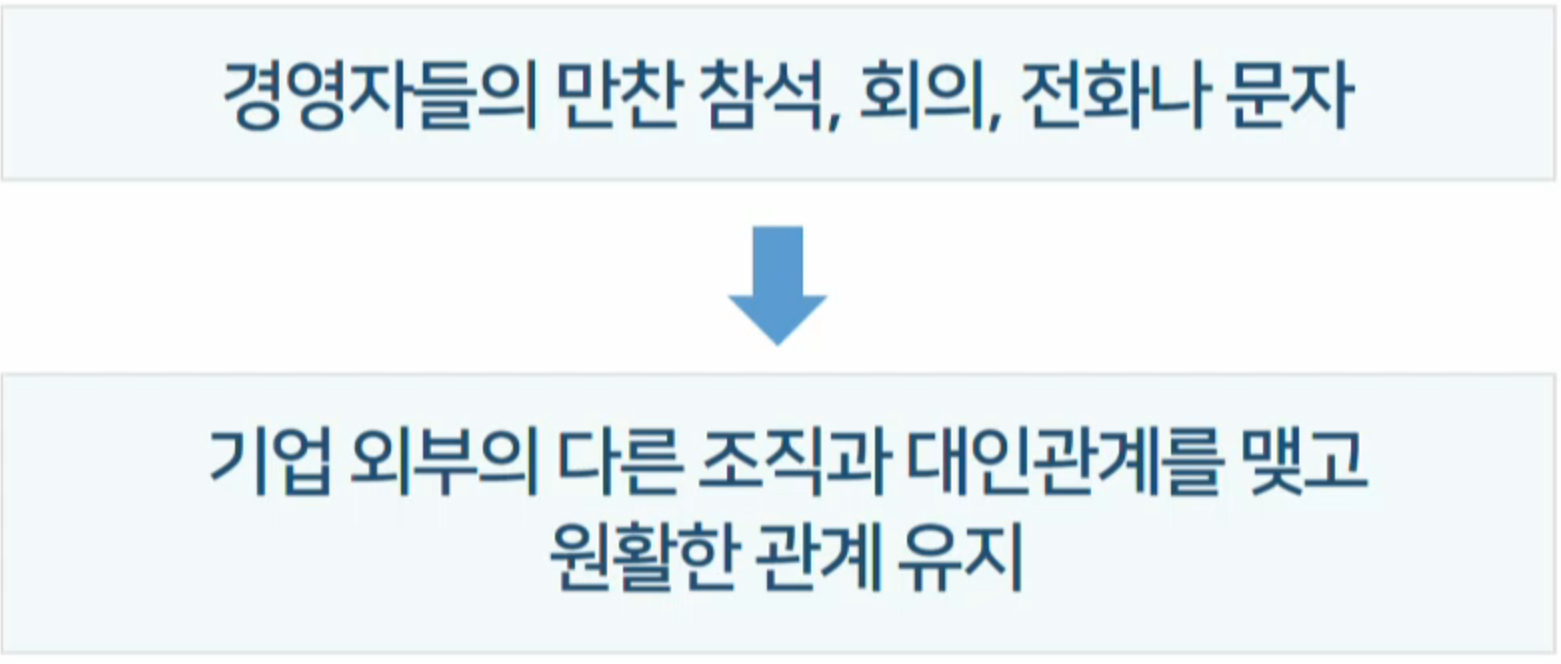 경영자들의 만찬 참석, 회의, 전화나 문자
기업 외부의 다른 조직과 대인관계를 맺고
원활한 관계 유지